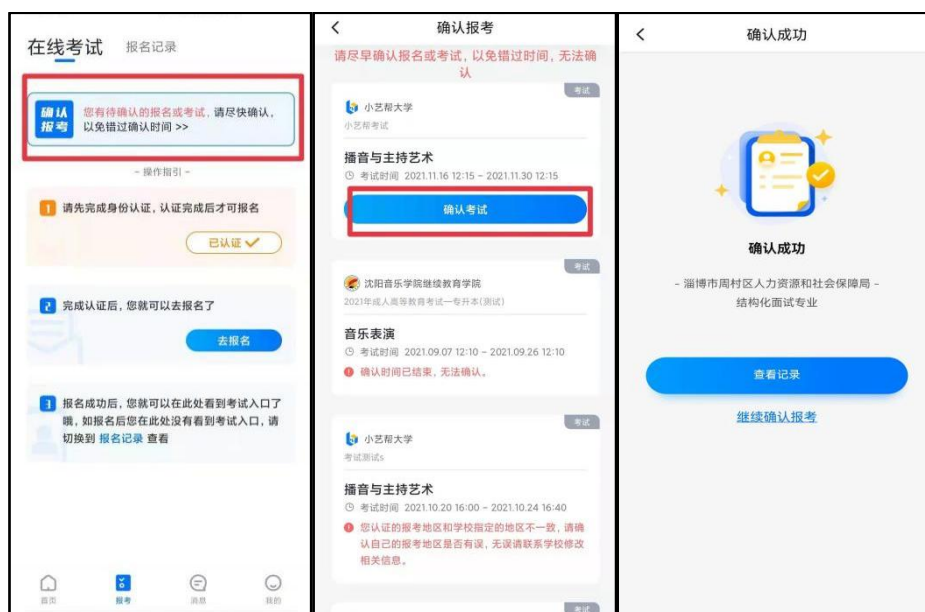 在线考试 报名记录
确认
报考
您有待确认的报名或考试，请尽快确认，
以免错过确认时间 >>
- 操作指引 -
1 请先完成身份认证，认证完成后才可报名
已认证
2 完成认证后，您就可以去报名了
去报名
3 报名成功后，您就可以在此处看到考试入口了
哦，如报名后您在此处没有看到考试入口，请
切换到 报名记录 查看
首页 报考 消息 我的
确认报考
请尽早确认报名或考试，以免错过时间，无法确
认
考试
小艺帮大学
小艺帮考试
播音与主持艺术
考试时间 2021.11.16 12:15 - 2021.11.30 12:15
确认考试
考试
沈阳音乐学院继续教育学院
2021年成人高等教育考试—专升本(测试)
音乐表演
考试时间 2021.09.07 12:10 - 2021.09.26 12:10
确认时间已结束，无法确认。
考试
小艺帮大学
考试测试s
播音与主持艺术
考试时间 2021.10.20 16:00 - 2021.10.24 16:40
您认证的报考地区和学校指定的地区不一致，请确
认自己的报考地区是否有误，无误请联系学校修改
相关信息。
考试
确认成功
确认成功
- 淄博市周村区人力资源和社会保障局 -
结构化面试专业
查看记录
继续确认报考